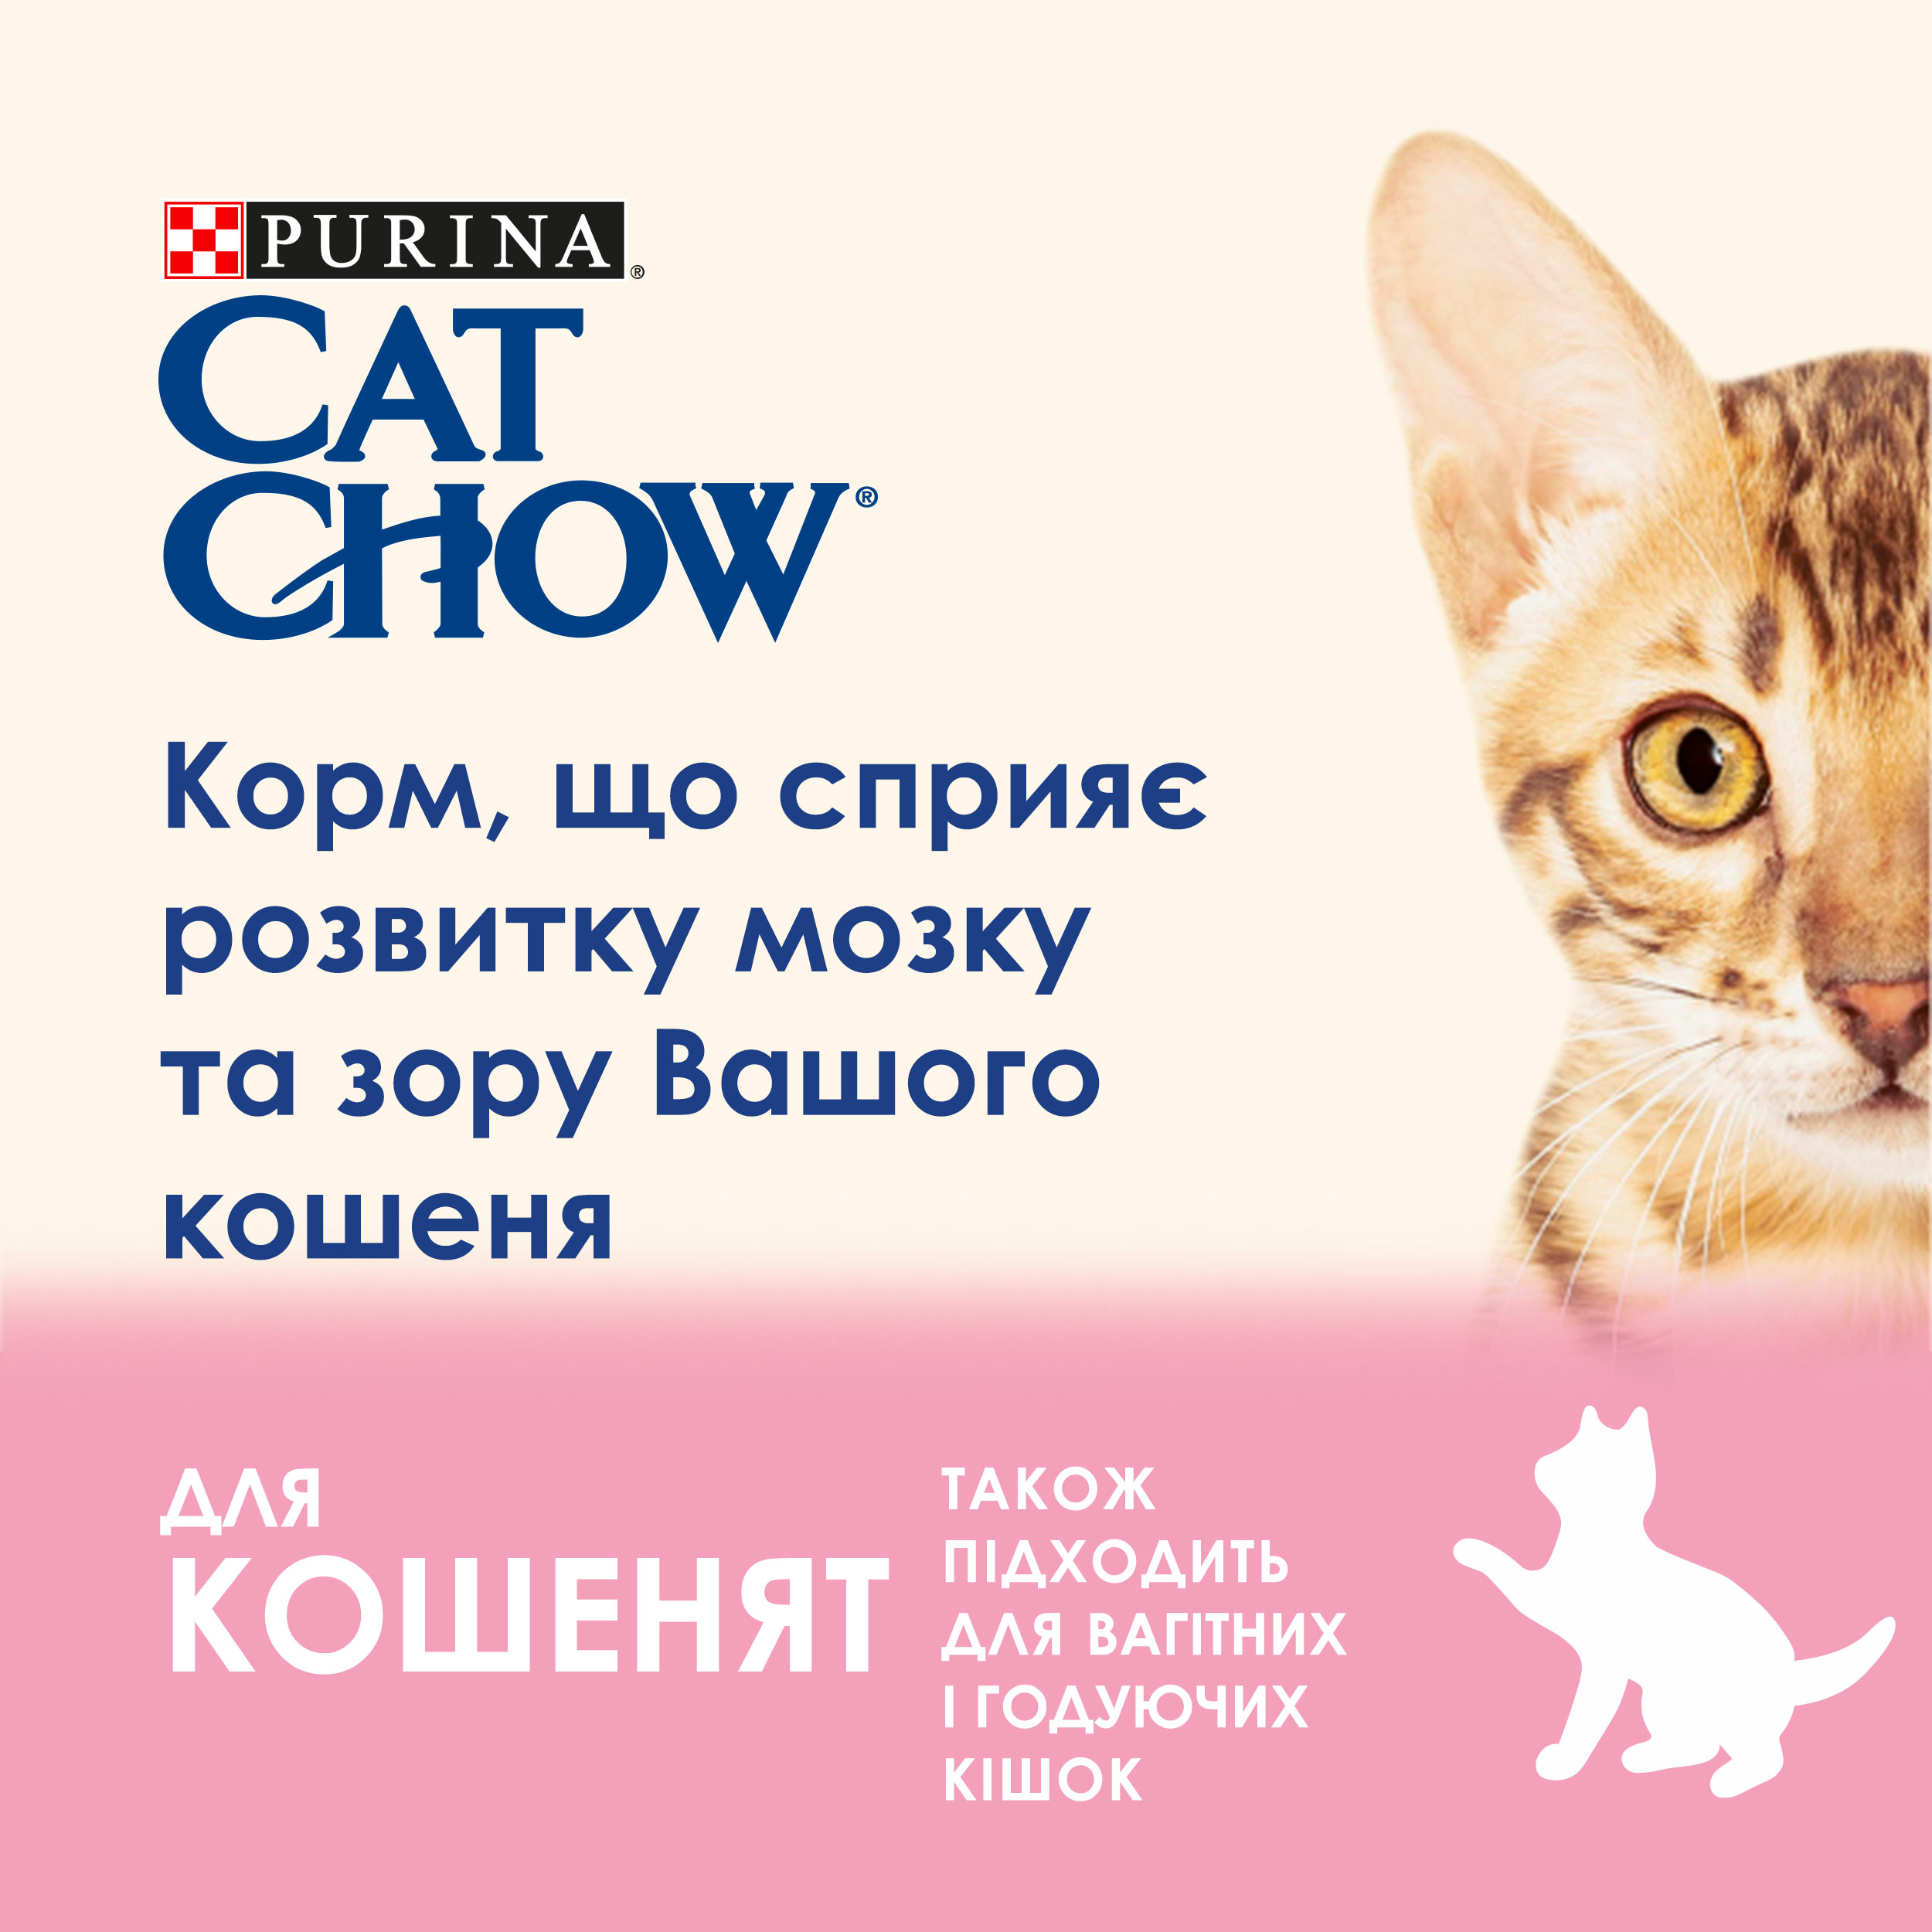 PURINA®
CAT
CHOW®
Корм, що сприяє
розвитку мозку
та зору Вашого
кошеня
ДЛЯ
КОШЕНЯТ
ТАКОЖ
ПІДХОДИТЬ
ДЛЯ ВАГІТНИХ
І ГОДУЮЧИХ
КІШОК